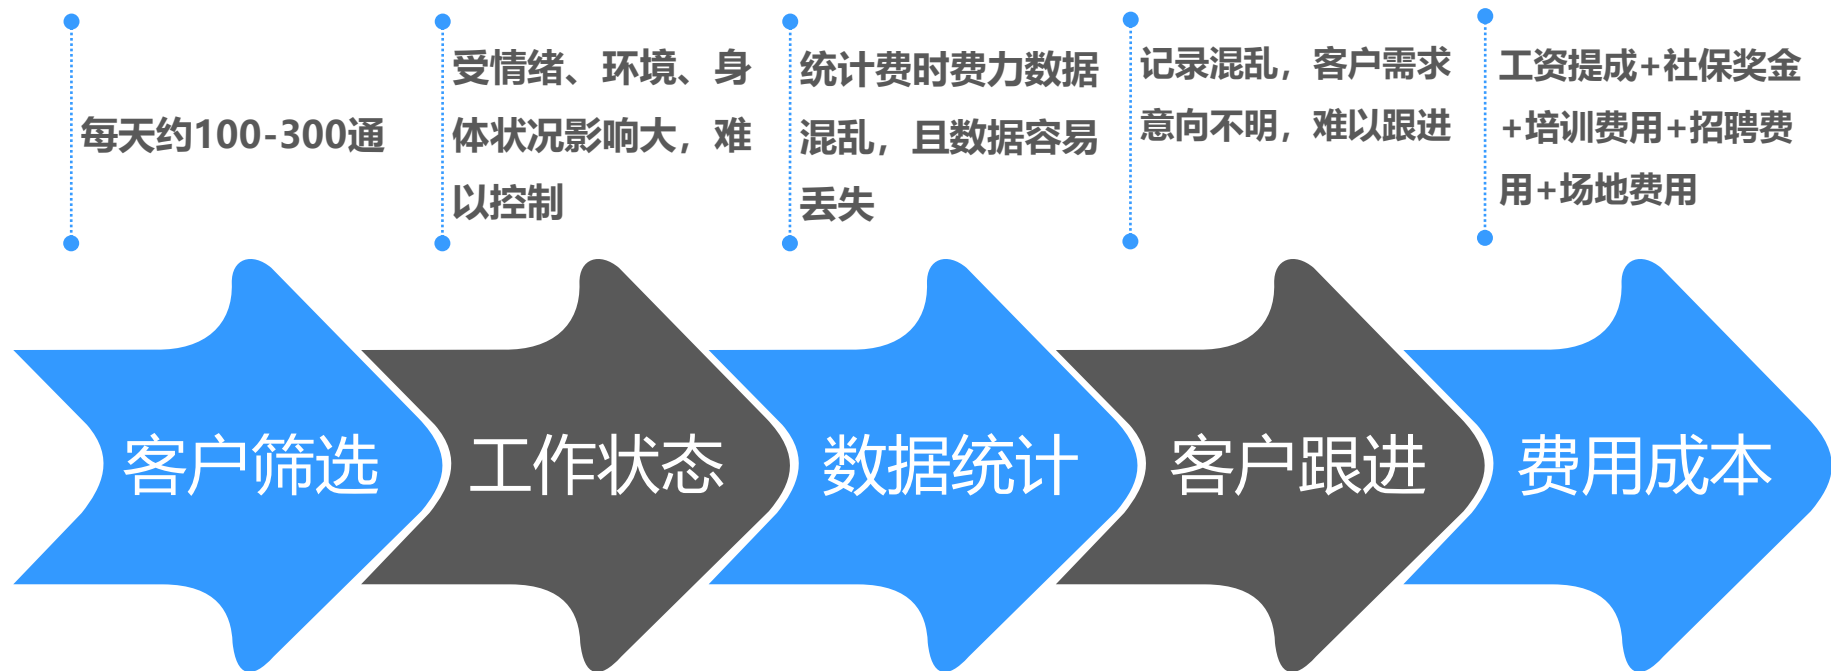 每天约100-300通
受情绪、环境、身
体状况影响大，难
以控制
统计费时费力数据
混乱，且数据容易
丢失
记录混乱，客户需求
意向不明，难以跟进
工资提成+社保奖金
+培训费用+招聘费
用+场地费用
客户筛选
工作状态
数据统计
客户跟进
费用成本